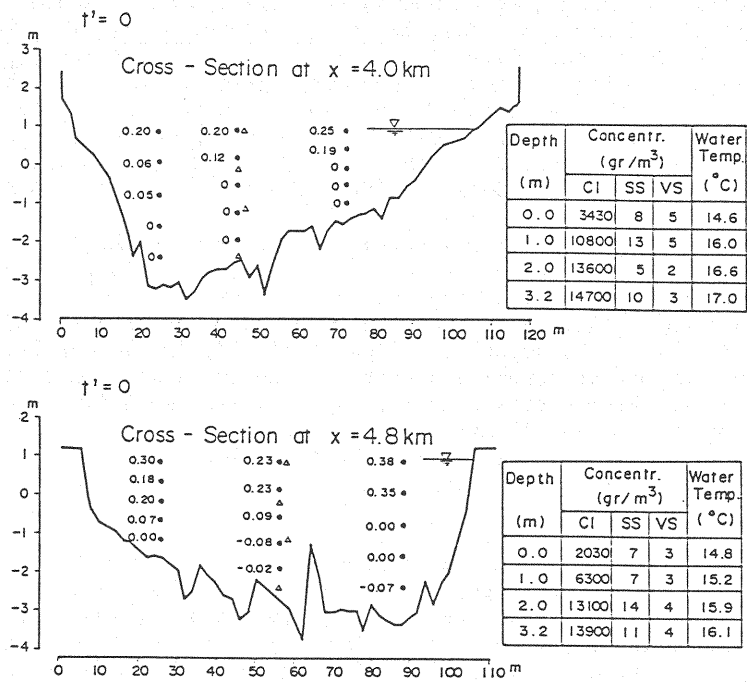 t' = 0
m
Cross - Section at x = 4.0 km
3
2
1
0
-1
-2
-3
-4
0.20 0.20 0.25
0.19
0.06 0.12 0
0.05 0 0
0 0 0
0 0
0 10 20 30 40 50 60 70 80 90 100 110 120 m
Depth Concentr. Water
(gr/m³) Temp.
(m) Cl SS VS (°C)
0.0 3430 8 5 14.6
1.0 10800 13 5 16.0
2.0 13600 5 2 16.6
3.2 14700 10 3 17.0
t' = 0
m
Cross - Section at x = 4.8 km
2
1
0
-1
-2
-3
-4
0.30 0.23 0.38
0.18
0.20 0.23 0.35
0.07 0.09 0.00
0.00 -0.08 0.00
-0.02 -0.07
0 10 20 30 40 50 60 70 80 90 100 110 m
Depth Concentr. Water
(gr/m³) Temp.
(m) Cl SS VS (°C)
0.0 2030 7 3 14.8
1.0 6300 7 3 15.2
2.0 13100 14 4 15.9
3.2 13900 11 4 16.1